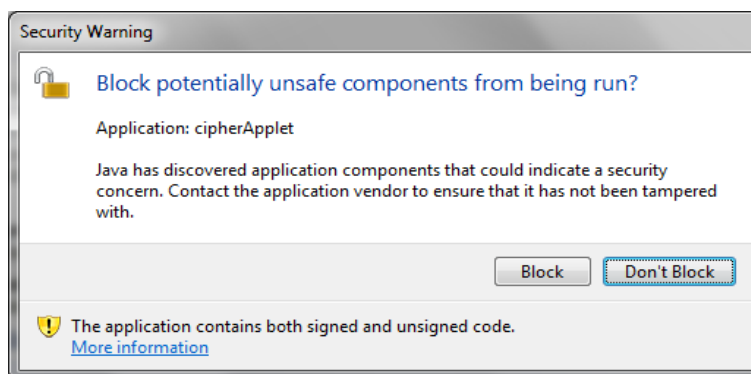 Security Warning
Block potentially unsafe components from being run?
Application: cipherApplet
Java has discovered application components that could indicate a security
concern. Contact the application vendor to ensure that it has not been tampered
with.
Block
Don't Block
The application contains both signed and unsigned code.
More information